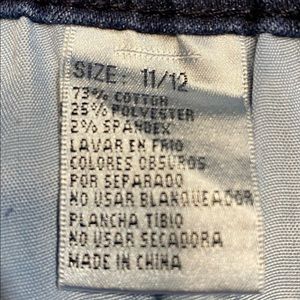 SIZE: 11/12
73% COTTON
25% POLYESTER
2% SPANDEX
LAVAR EN FRIO
COLORES OBSUROS
POR SEPARADO
NO USAR BLANQUEADOR
PLANCHA TIBIO
NO USAR SECADORA
MADE IN CHINA